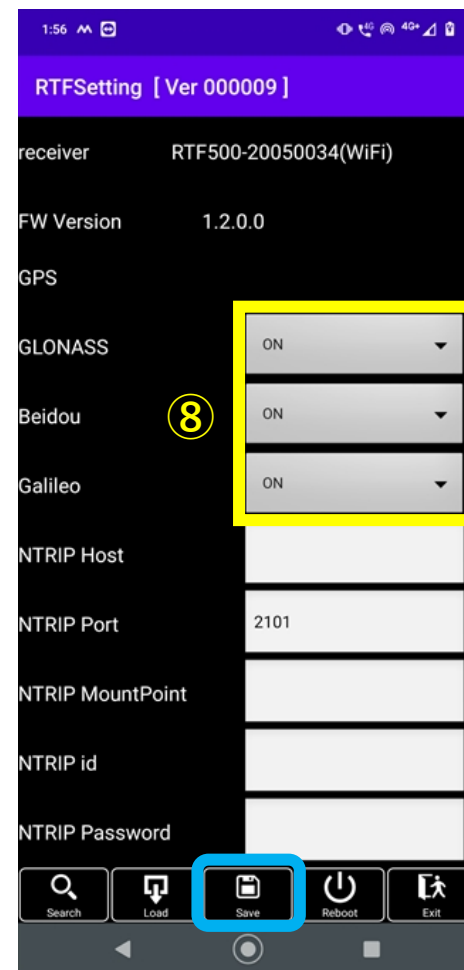 1:56 4G 4G+
RTFSetting [ Ver 000009 ]
receiver RTF500-20050034(WiFi)
FW Version 1.2.0.0
GPS
GLONASS ON
Beidou ⑧ ON
Galileo ON
NTRIP Host
NTRIP Port 2101
NTRIP MountPoint
NTRIP id
NTRIP Password
Search Load Save Reboot Exit